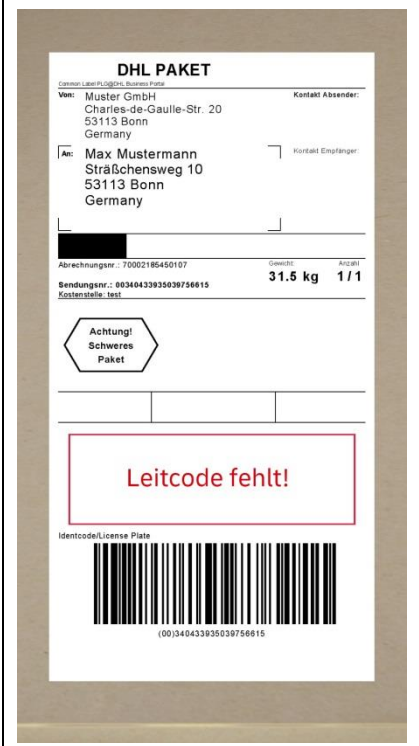 DHL PAKET
Common Label PLG@DHL Business Portal
Von: Muster GmbH
Charles-de-Gaulle-Str. 20
53113 Bonn
Germany
Kontakt Absender:
An: Max Mustermann
Sträßchensweg 10
53113 Bonn
Germany
Kontakt Empfänger:
Abrechnungsnr.: 70002185450107
Sendungsnr.: 00340433935039756615
Kostenstelle: test
Gewicht: Anzahl
31.5 kg 1/1
Achtung!
Schweres
Paket
Leitcode fehlt!
Identcode/License Plate
(00)340433935039756615